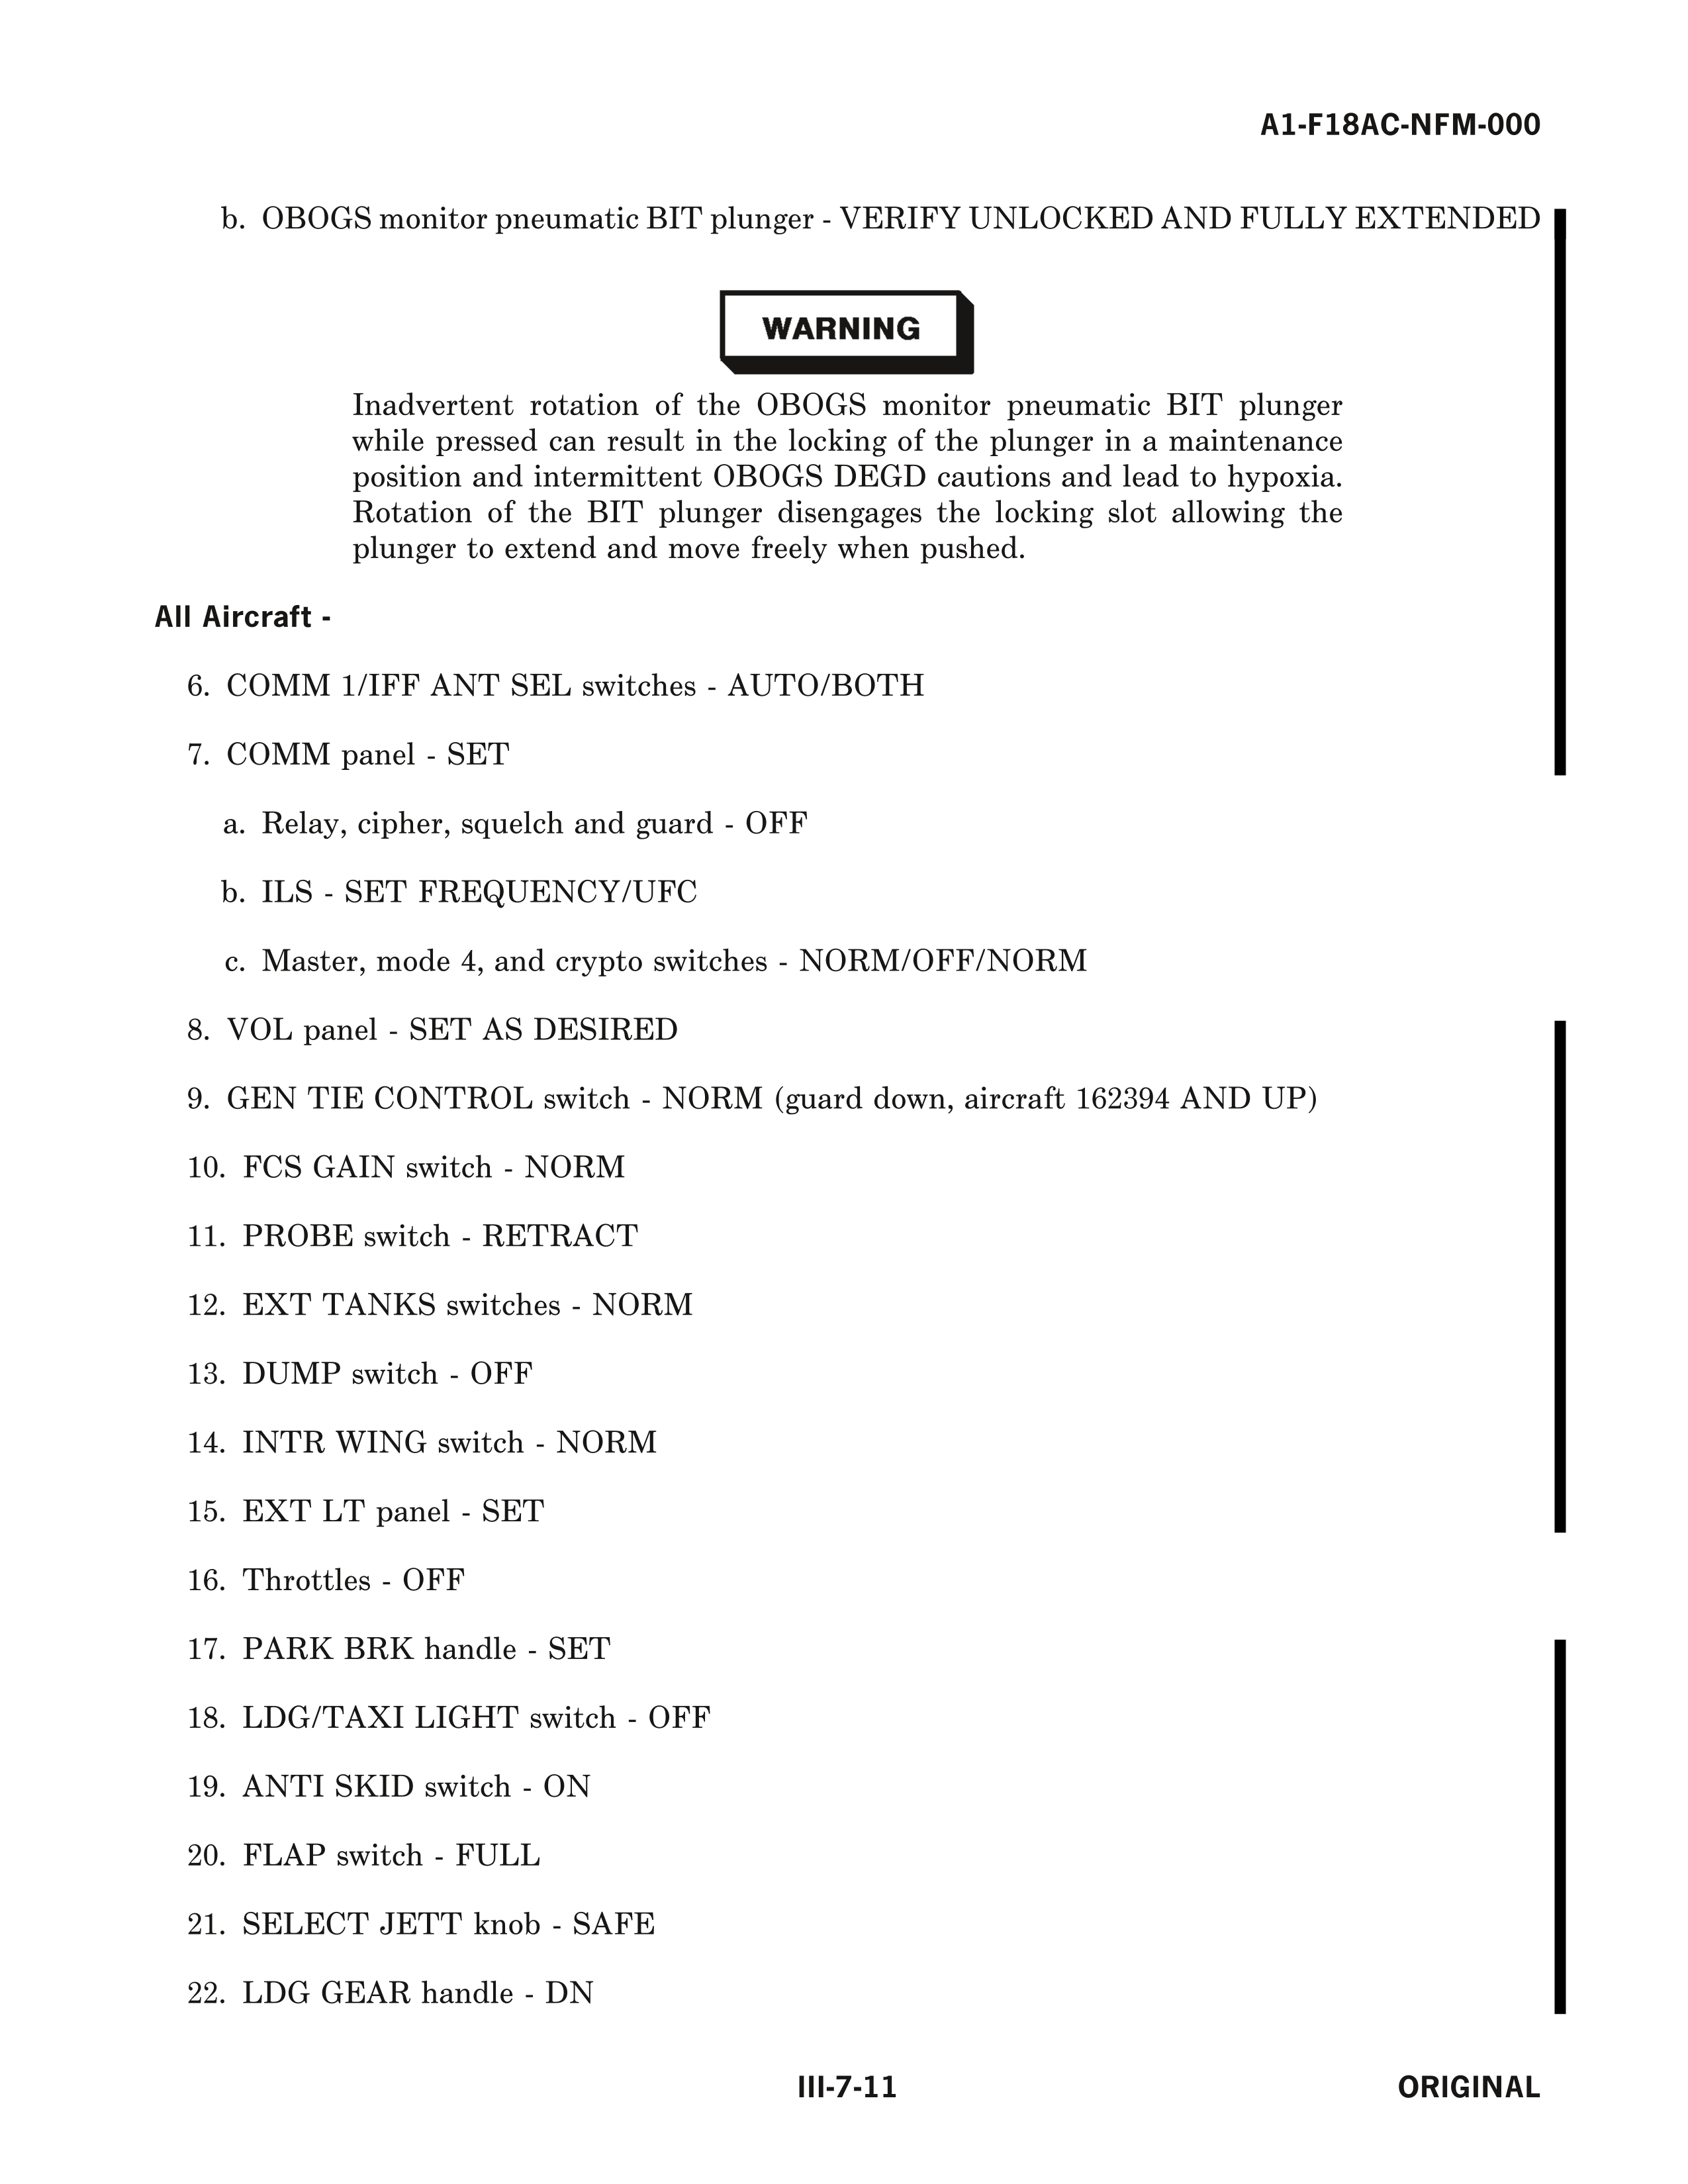 A1-F18AC-NFM-000
b. OBOGS monitor pneumatic BIT plunger - VERIFY UNLOCKED AND FULLY EXTENDED
WARNING
Inadvertent rotation of the OBOGS monitor pneumatic BIT plunger
while pressed can result in the locking of the plunger in a maintenance
position and intermittent OBOGS DEGD cautions and lead to hypoxia.
Rotation of the BIT plunger disengages the locking slot allowing the
plunger to extend and move freely when pushed.
All Aircraft -
6. COMM 1/IFF ANT SEL switches - AUTO/BOTH
7. COMM panel - SET
a. Relay, cipher, squelch and guard - OFF
b. ILS - SET FREQUENCY/UFC
c. Master, mode 4, and crypto switches - NORM/OFF/NORM
8. VOL panel - SET AS DESIRED
9. GEN TIE CONTROL switch - NORM (guard down, aircraft 162394 AND UP)
10. FCS GAIN switch - NORM
11. PROBE switch - RETRACT
12. EXT TANKS switches - NORM
13. DUMP switch - OFF
14. INTR WING switch - NORM
15. EXT LT panel - SET
16. Throttles - OFF
17. PARK BRK handle - SET
18. LDG/TAXI LIGHT switch - OFF
19. ANTI SKID switch - ON
20. FLAP switch - FULL
21. SELECT JETT knob - SAFE
22. LDG GEAR handle - DN
III-7-11
ORIGINAL